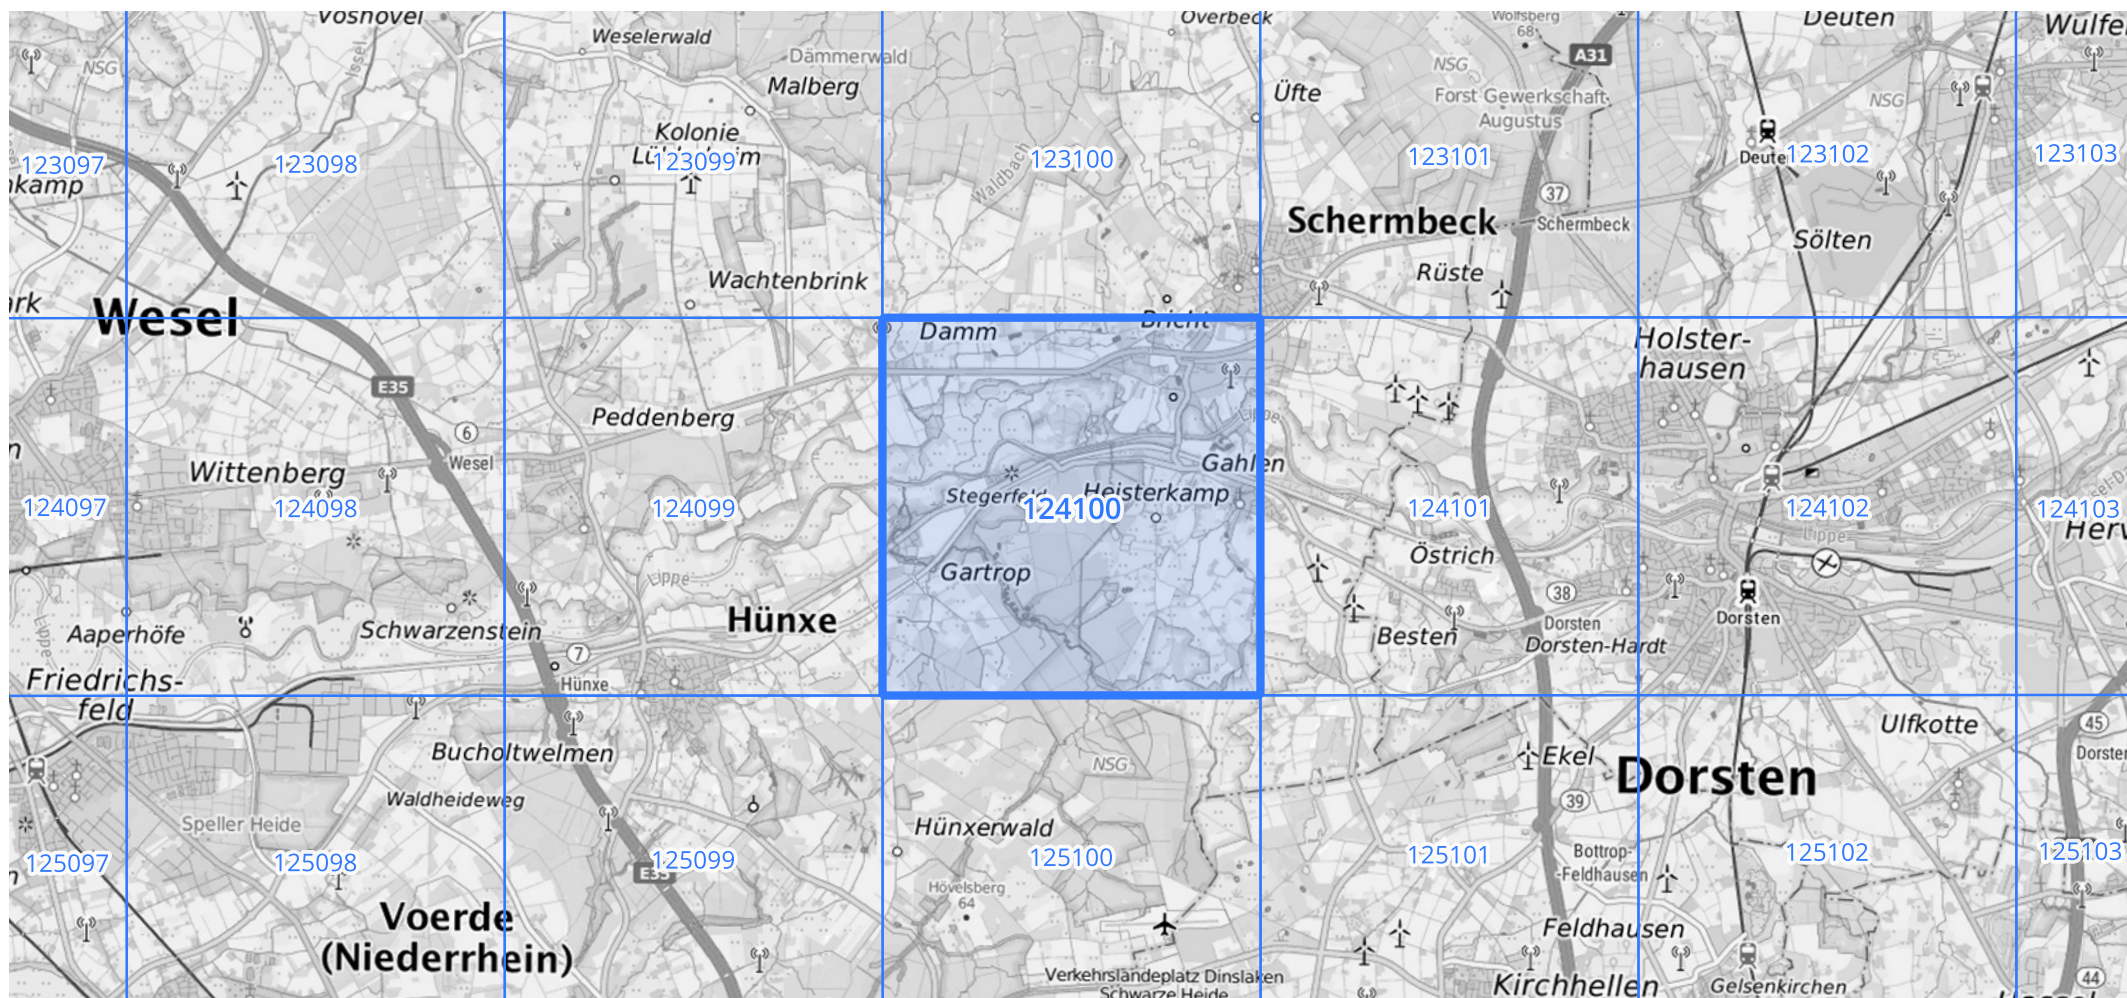 Voshövel
Weselerwald
Dämmerwald
Malberg
Overbeck
Wolfsberg
68
Deuten
NSG
Issel
NSG
Üfte
A31
Forst Gewerkschaft
Augustus
NSG
Kolonie
123097
123098
123099
123100
Waldbach
123101
Deuten
123102
123103
37
Schermbeck
Schermbeck
Sölten
Rüste
Wachtenbrink
Wesel
Damm
Bricht
Holster-
hausen
E35
Peddenberg
6
Wesel
Wittenberg
Lippe
Gahlen
Stegerfeld
Heisterkamp
124097
124098
124099
124100
124101
124102
124103
Lippe
Östrich
Gartrop
Lippe
38
Dorsten
Dorsten
Hünxe
Aaperhöfe
Schwarzenstein
Besten
Dorsten-Hardt
Lippe
7
Hünxe
Friedrichs-
feld
Bucholtwelmen
Ulfkotte
45
Ekel
Dorsten
NSG
Waldheideweg
39
Speller Heide
Hünxerwald
125097
125098
125099
E35
125100
125101
Bottrop-
-Feldhausen
125102
125103
Hövelsberg
64
Voerde
(Niederrhein)
Feldhausen
Verkehrslandeplatz Dinslaken
Schwarze Heide
Kirchhellen
Gelsenkirchen
44